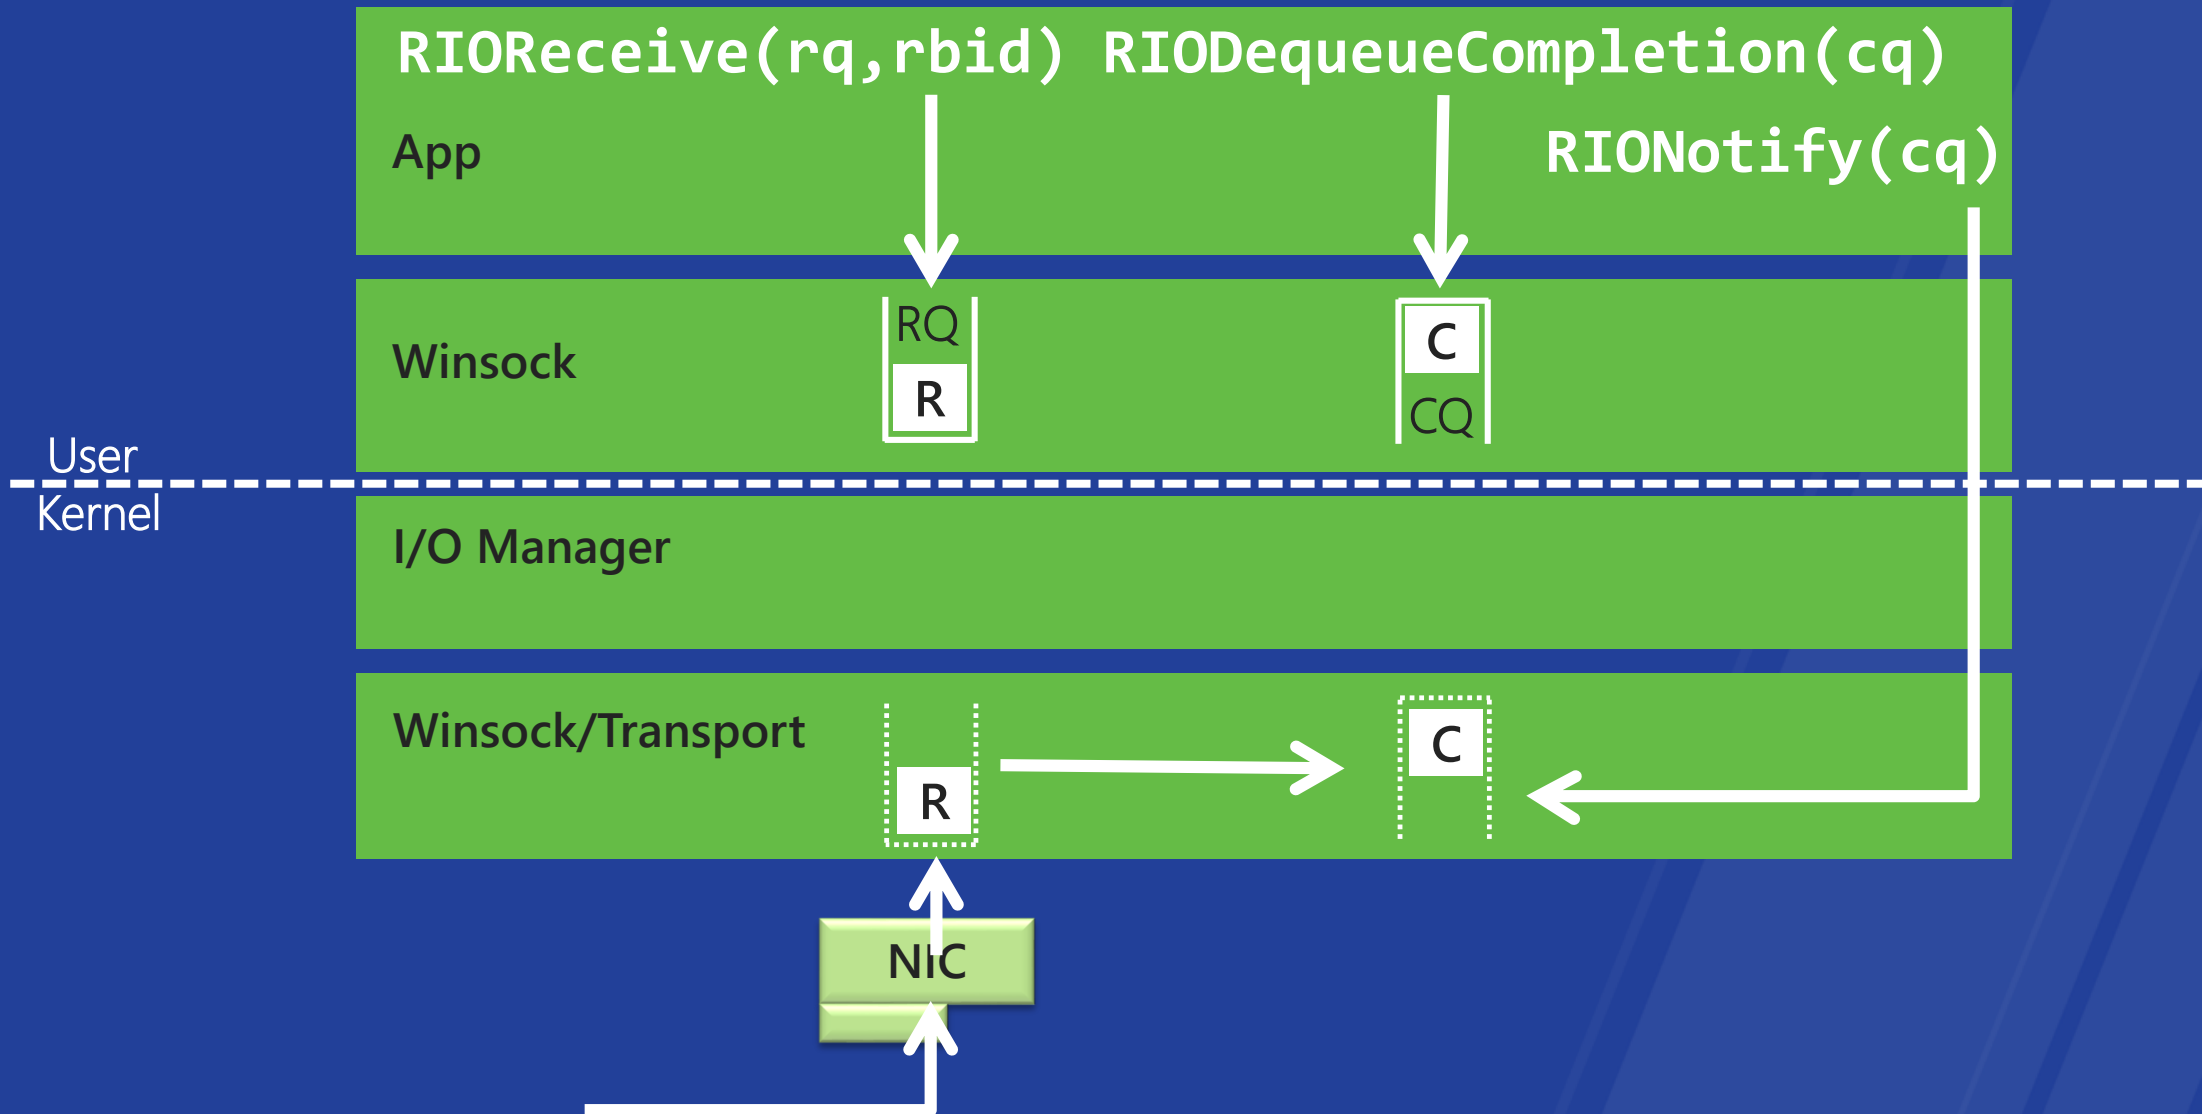 RIOReceive(rq,rbid) RIODequeueCompletion(cq)
App
RIONotify(cq)
Winsock
RQ
R
C
CQ
User
Kernel
I/O Manager
Winsock/Transport
R
C
NIC